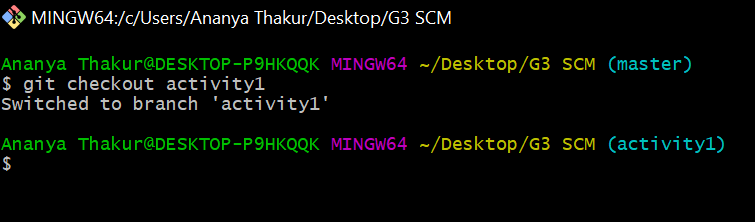 MINGW64:/c/Users/Ananya Thakur/Desktop/G3 SCM
Ananya Thakur@DESKTOP-P9HKQQK MINGW64 ~/Desktop/G3 SCM (master)
$ git checkout activity1
Switched to branch 'activity1'
Ananya Thakur@DESKTOP-P9HKQQK MINGW64 ~/Desktop/G3 SCM (activity1)
$